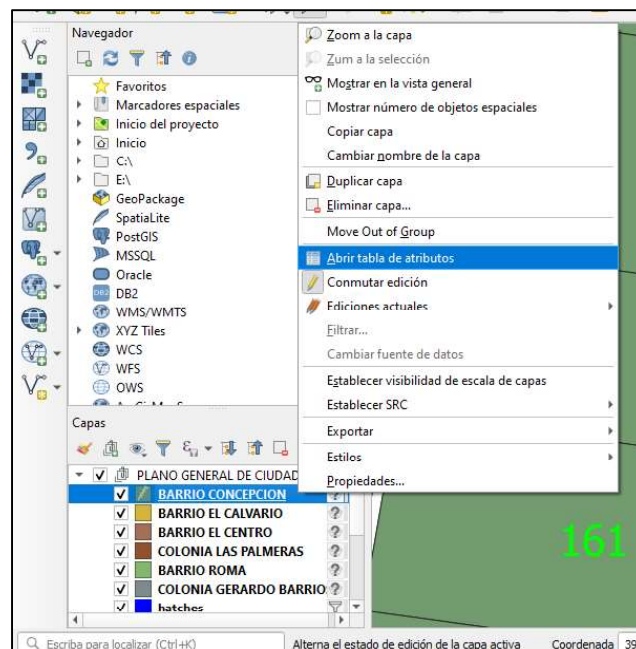 Navegador
Favoritos
Marcadores espaciales
Inicio del proyecto
Inicio
C:\
E:\
GeoPackage
SpatiaLite
PostGIS
MSSQL
Oracle
DB2
DB2
WMS/WMTS
XYZ Tiles
WCS
WFS
OWS
Capas
PLANO GENERAL DE CIUDAD
BARRIO CONCEPCION
BARRIO EL CALVARIO
BARRIO EL CENTRO
COLONIA LAS PALMERAS
BARRIO ROMA
COLONIA GERARDO BARRIO
hatches
Zoom a la capa
Zum a la selección
Mostrar en la vista general
Mostrar número de objetos espaciales
Copiar capa
Cambiar nombre de la capa
Duplicar capa
Eliminar capa...
Move Out of Group
Abrir tabla de atributos
Conmutar edición
Ediciones actuales
Filtrar...
Cambiar fuente de datos
Establecer visibilidad de escala de capas
Establecer SRC
Exportar
Estilos
Propiedades...
161
Escriba para localizar (Ctrl+K)
Alterna el estado de edición de la capa activa
Coordenada
39